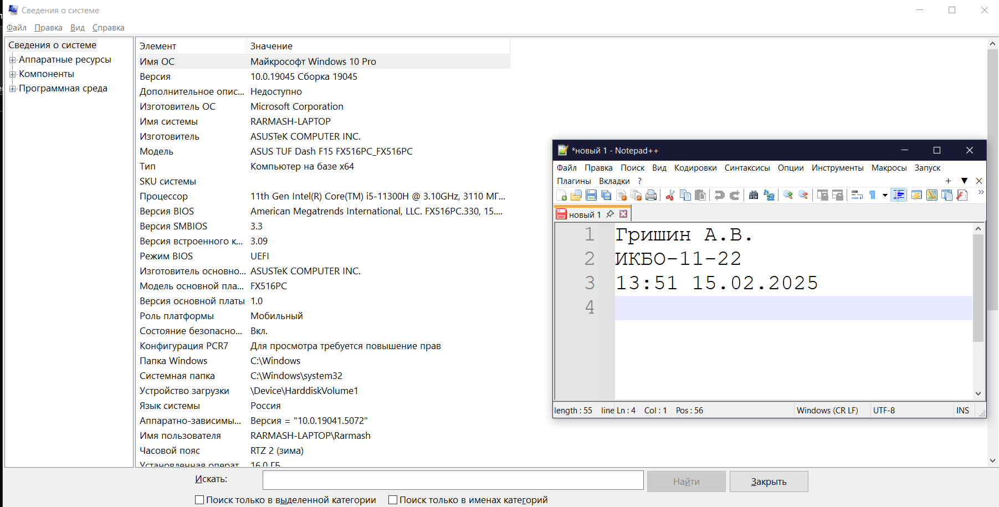 Сведения о системе
Файл Правка Вид Справка
Сведения о системе
Аппаратные ресурсы
Компоненты
Программная среда
Элемент Значение
Имя ОС Майкрософт Windows 10 Pro
Версия 10.0.19045 Сборка 19045
Дополнительное опис... Недоступно
Изготовитель ОС Microsoft Corporation
Имя системы RARMASH-LAPTOP
Изготовитель ASUSTeK COMPUTER INC.
Модель ASUS TUF Dash F15 FX516PC_FX516PC
Тип Компьютер на базе x64
SKU системы
Процессор 11th Gen Intel(R) Core(TM) i5-11300H @ 3.10GHz, 3110 МГ...
Версия BIOS American Megatrends International, LLC. FX516PC.330, 15....
Версия SMBIOS 3.3
Версия встроенного к... 3.09
Режим BIOS UEFI
Изготовитель основно... ASUSTeK COMPUTER INC.
Модель основной пла... FX516PC
Версия основной платы 1.0
Роль платформы Мобильный
Состояние безопасно... Вкл.
Конфигурация PCR7 Для просмотра требуется повышение прав
Папка Windows C:\Windows
Системная папка C:\Windows\system32
Устройство загрузки \Device\HarddiskVolume1
Язык системы Россия
Аппаратно-зависимы... Версия = "10.0.19041.5072"
Имя пользователя RARMASH-LAPTOP\Rarmash
Часовой пояс RTZ 2 (зима)
Установленная операт... 16,0 ГБ
Искать: Найти Закрыть
Поиск только в выделенной категории Поиск только в именах категорий
*новый 1 - Notepad++
Файл Правка Поиск Вид Кодировки Синтаксисы Опции Инструменты Макросы Запуск
Плагины Вкладки ?
новый 1
1 Гришин А.В.
2 ИКБО-11-22
3 13:51 15.02.2025
4
length : 55 line Ln : 4 Col : 1 Pos : 56 Windows (CR LF) UTF-8 INS